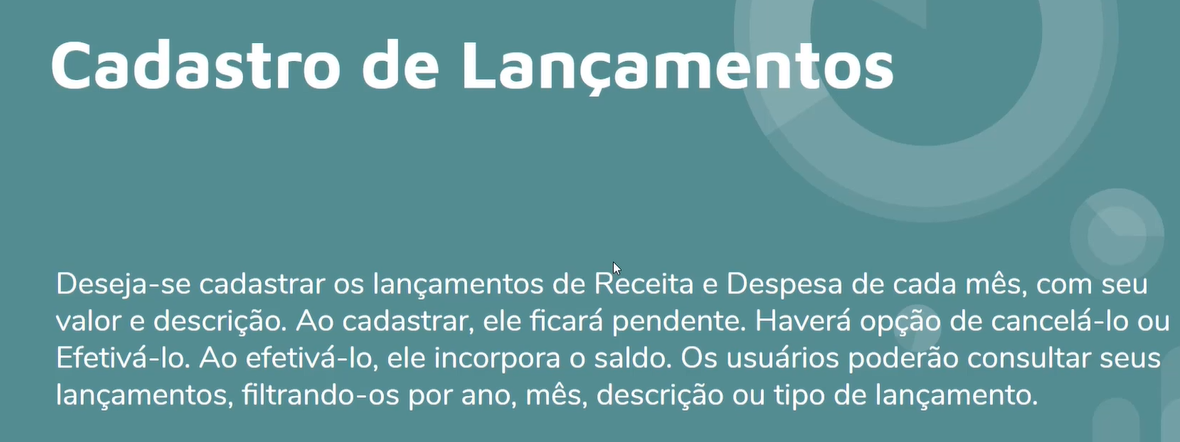 Cadastro de Lançamentos
Deseja-se cadastrar os lançamentos de Receita e Despesa de cada mês, com seu
valor e descrição. Ao cadastrar, ele ficará pendente. Haverá opção de cancelá-lo ou
Efetivá-lo. Ao efetivá-lo, ele incorpora o saldo. Os usuários poderão consultar seus
lançamentos, filtrando-os por ano, mês, descrição ou tipo de lançamento.